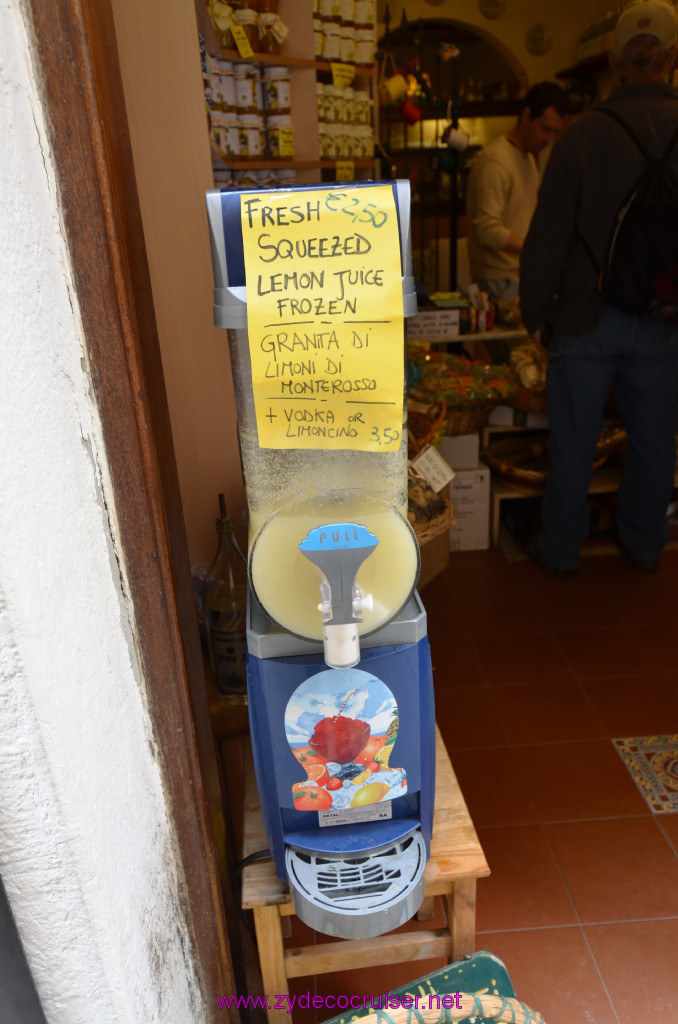 FRESH €2,50
SQUEEZED
LEMON JUICE
FROZEN
GRANITA DI
LIMONI DI
MONTEROSSO
+ VODKA OR
LIMONCINO 3,50
PULL
www.zydecocruiser.net